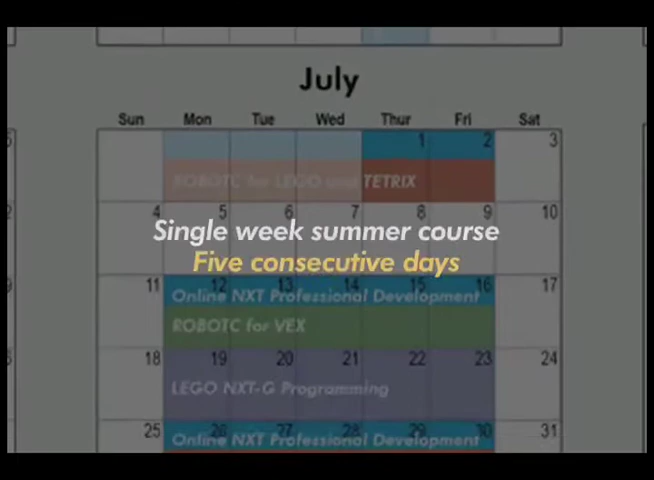 July
Sun Mon Tue Wed Thur Fri Sat
1 2 3
ROBOTC for LEGO and TETRIX
4 5 6 7 8 9 10
Single week summer course
Five consecutive days
11 12 13 14 15 16 17
Online NXT Professional Development
ROBOTC for VEX
18 19 20 21 22 23 24
LEGO NXT-G Programming
25 26 27 28 29 30 31
Online NXT Professional Development